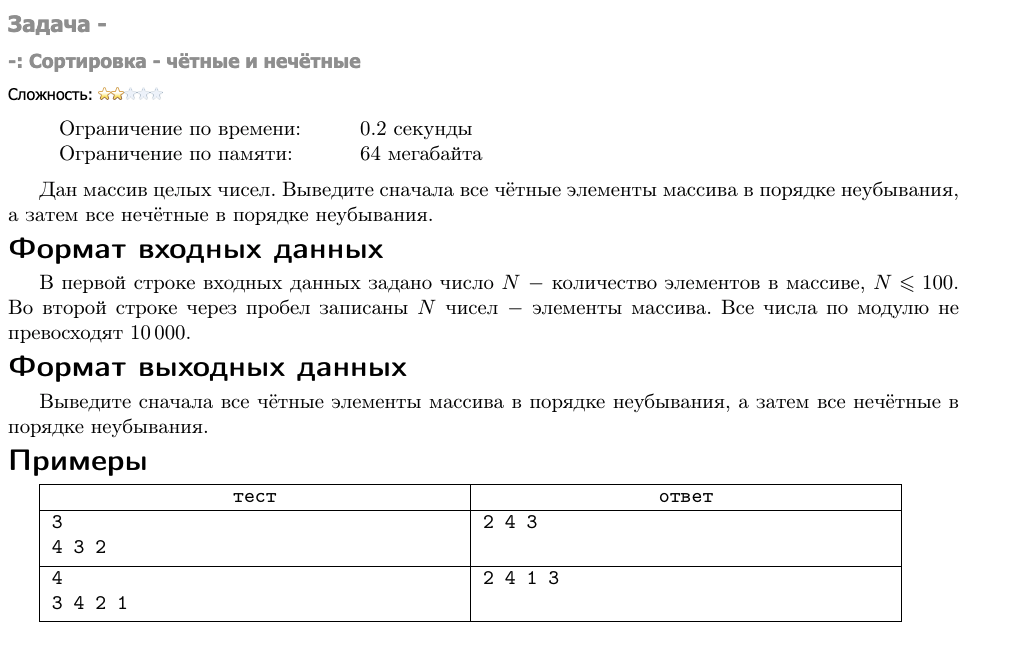 Задача -
-: Сортировка - чётные и нечётные
Сложность:
Ограничение по времени: 0.2 секунды
Ограничение по памяти: 64 мегабайта
Дан массив целых чисел. Выведите сначала все чётные элементы массива в порядке неубывания,
а затем все нечётные в порядке неубывания.
Формат входных данных
В первой строке входных данных задано число N − количество элементов в массиве, N ⩽ 100.
Во второй строке через пробел записаны N чисел − элементы массива. Все числа по модулю не
превосходят 10 000.
Формат выходных данных
Выведите сначала все чётные элементы массива в порядке неубывания, а затем все нечётные в
порядке неубывания.
Примеры
тест ответ
3 2 4 3
4 3 2
4 2 4 1 3
3 4 2 1